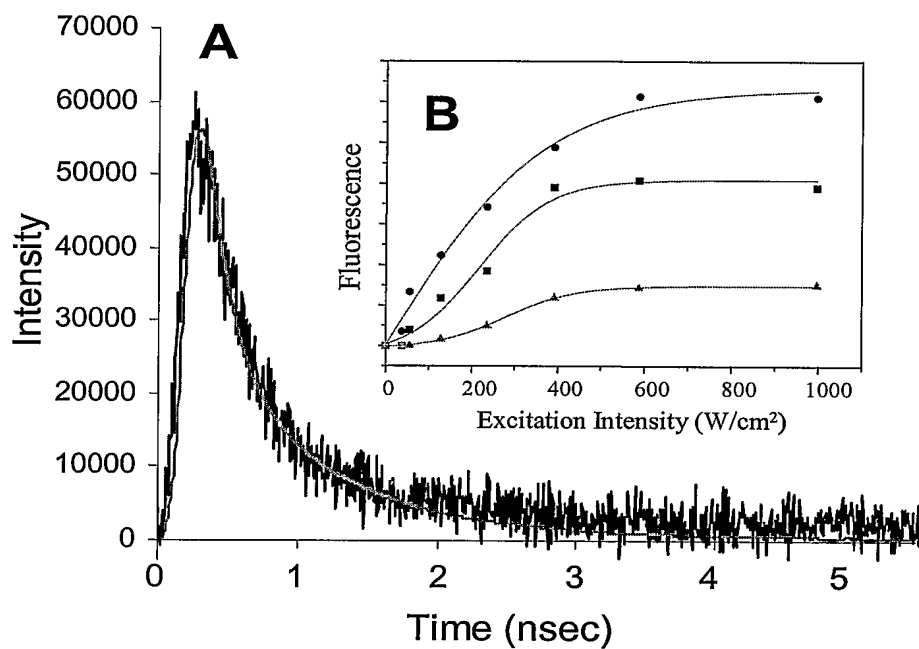 A
70000
60000
50000
40000
30000
20000
10000
0
Intensity
0 1 2 3 4 5
Time (nsec)
B
Fluorescence
0 200 400 600 800 1000
Excitation Intensity (W/cm²)